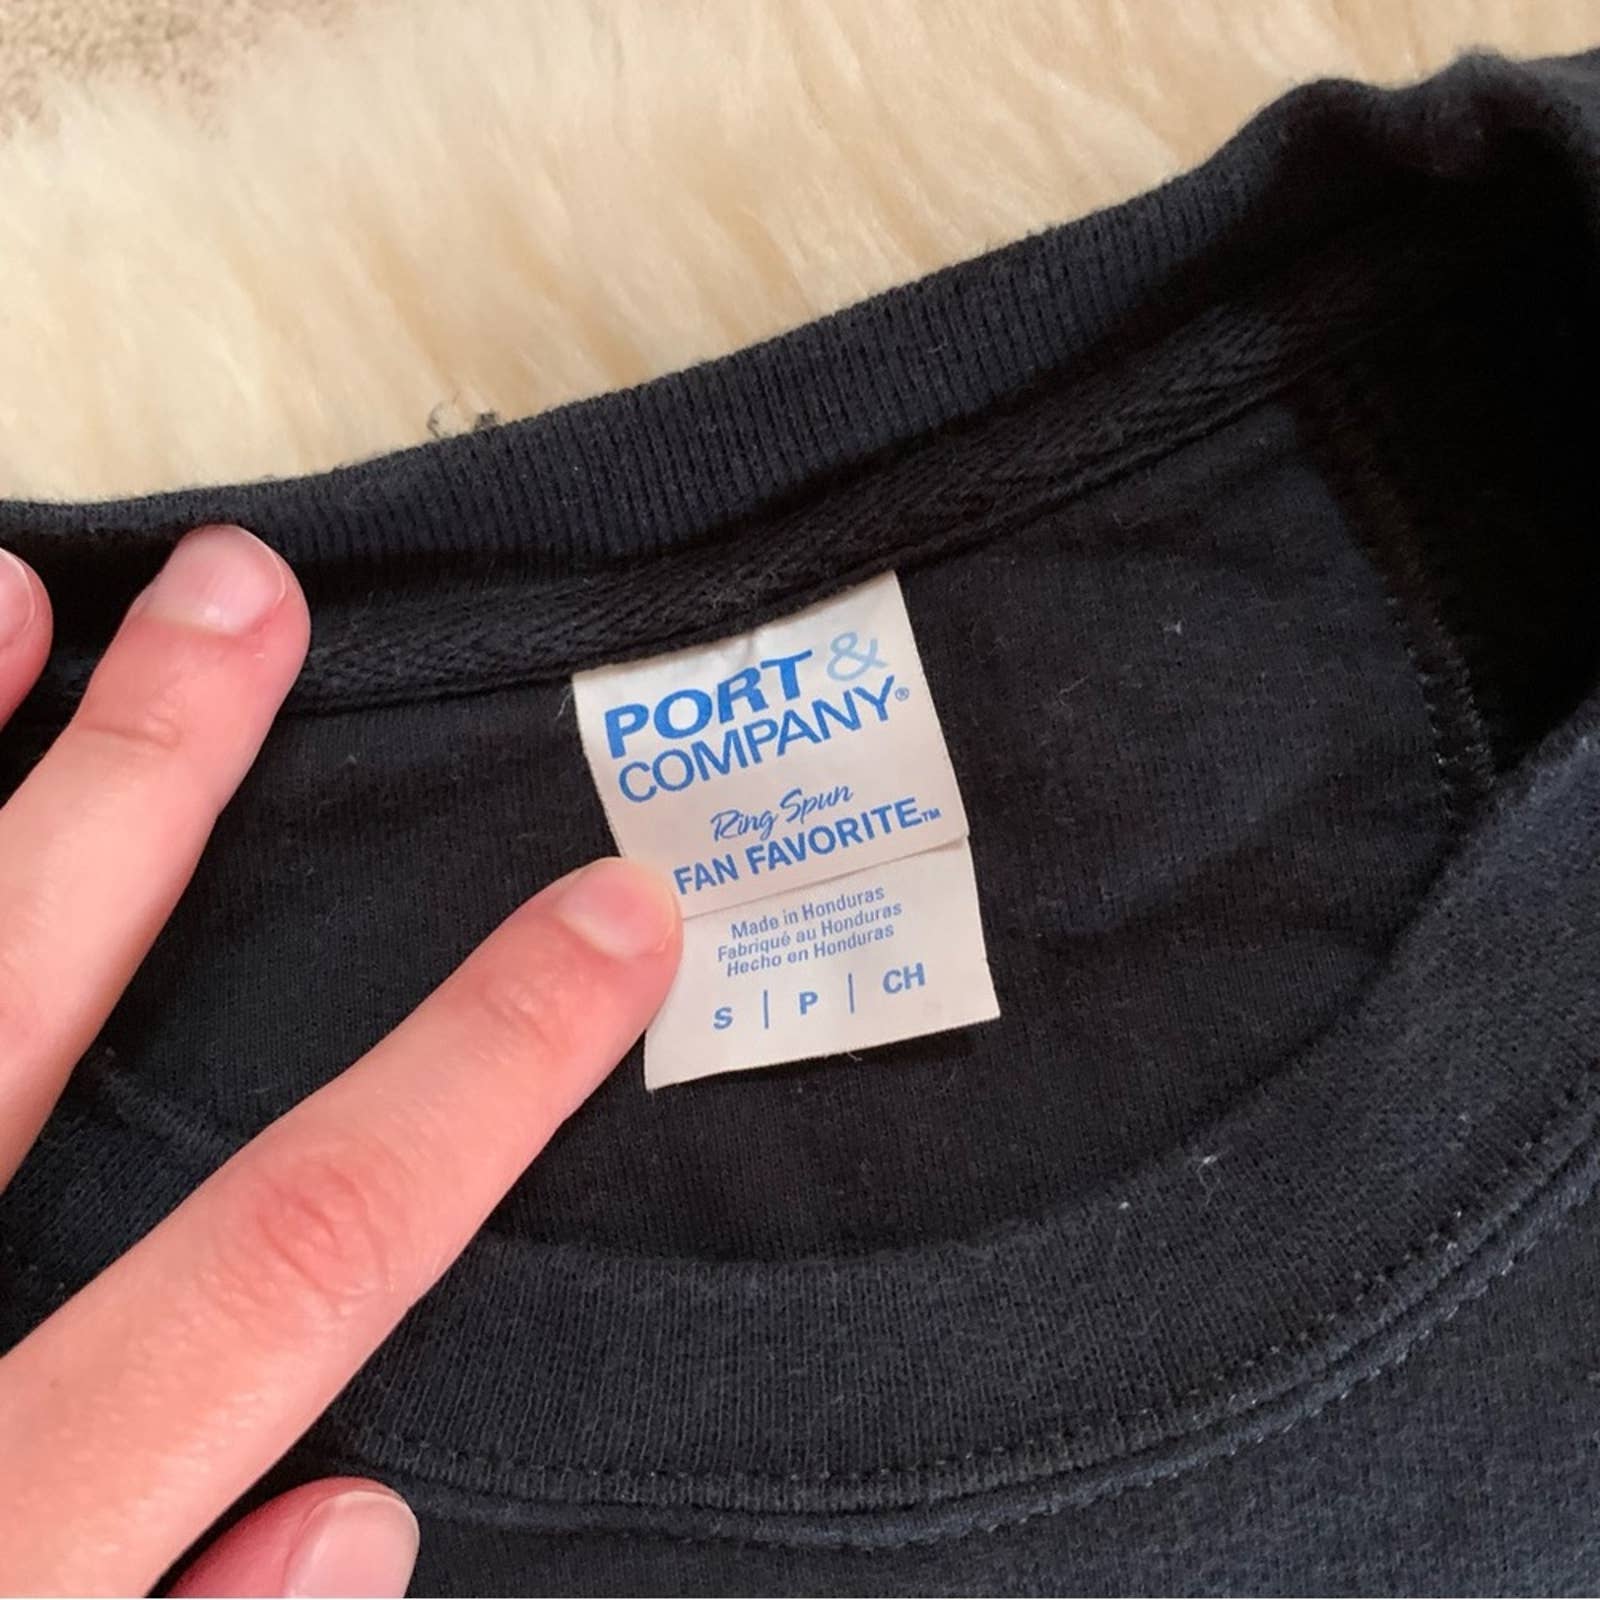 PORT &
COMPANY®
Ring Spun
FAN FAVORITE™
Made in Honduras
Fabriqué au Honduras
Hecho en Honduras
S | P | CH